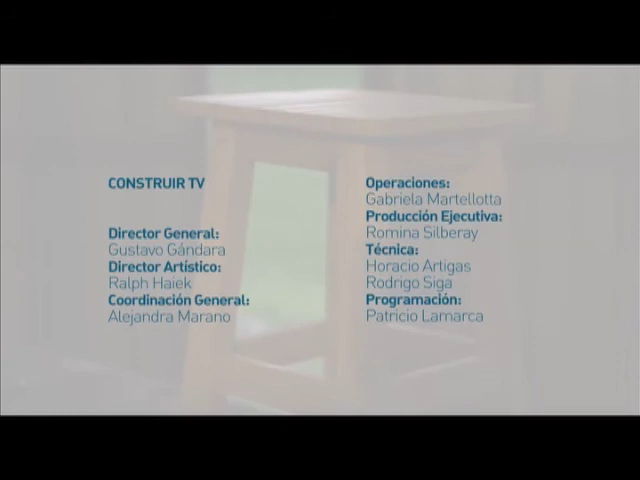 CONSTRUIR TV
Director General:
Gustavo Gándara
Director Artístico:
Ralph Haiek
Coordinación General:
Alejandra Marano
Operaciones:
Gabriela Martellotta
Producción Ejecutiva:
Romina Silberay
Técnica:
Horacio Artigas
Rodrigo Siga
Programación:
Patricio Lamarca